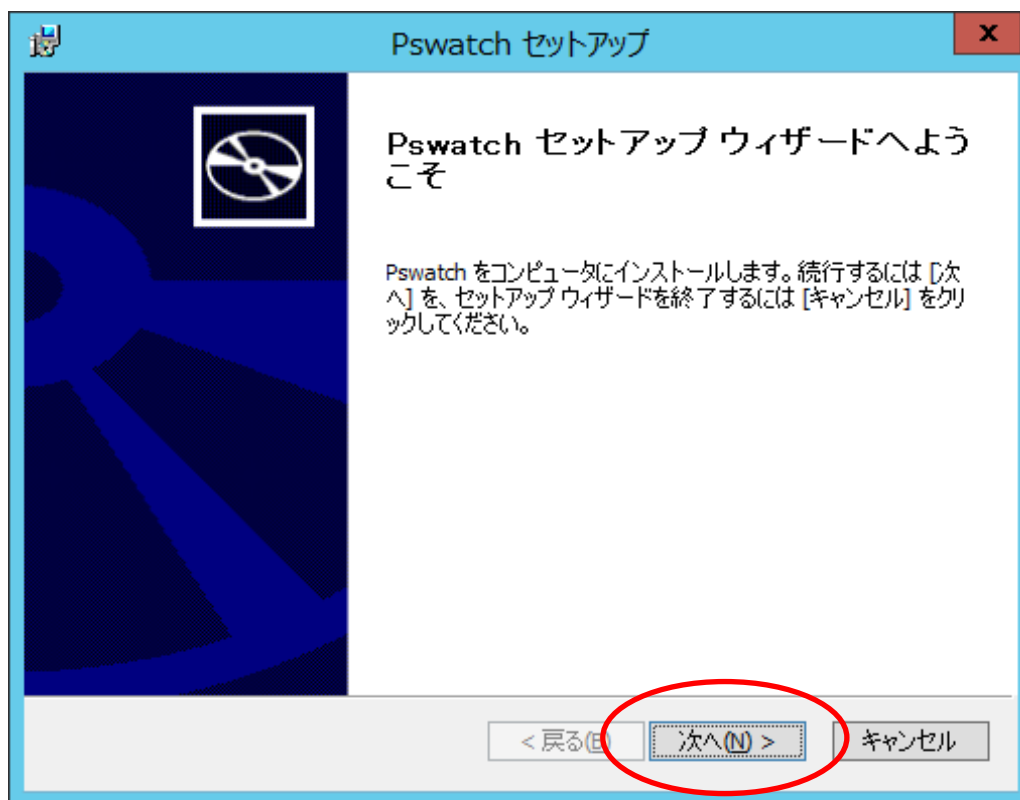 Pswatch セットアップ
x
Pswatch セットアップ ウィザードへよう
こそ
Pswatch をコンピュータにインストールします。続行するには [次
へ] を、セットアップ ウィザードを終了するには [キャンセル] をクリ
ックしてください。
< 戻る(B)
次へ(N) >
キャンセル